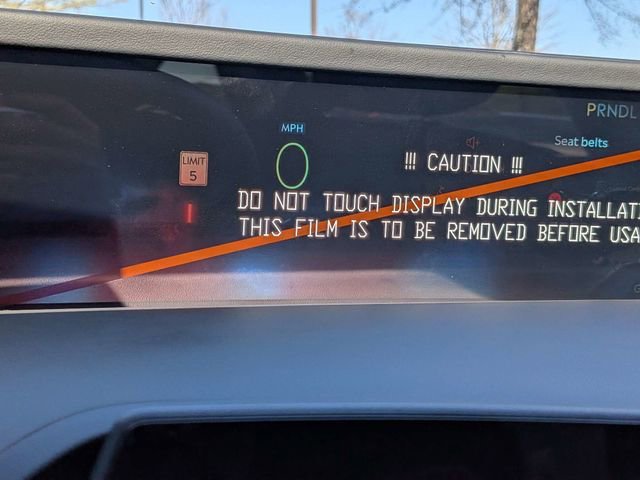 PRNDL
MPH
Seat belts
LIMIT
5
0
!!! CAUTION !!!
DO NOT TOUCH DISPLAY DURING INSTALLATI
THIS FILM IS TO BE REMOVED BEFORE USA